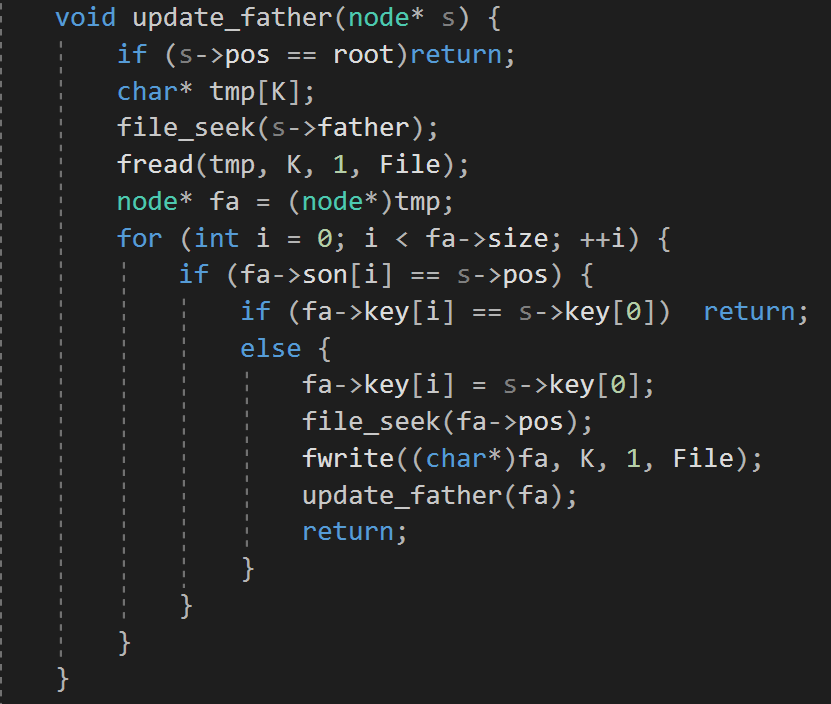 void update_father(node* s) {
if (s->pos == root)return;
char* tmp[K];
file_seek(s->father);
fread(tmp, K, 1, File);
node* fa = (node*)tmp;
for (int i = 0; i < fa->size; ++i) {
if (fa->son[i] == s->pos) {
if (fa->key[i] == s->key[0])  return;
else {
fa->key[i] = s->key[0];
file_seek(fa->pos);
fwrite((char*)fa, K, 1, File);
update_father(fa);
return;
}
}
}
}